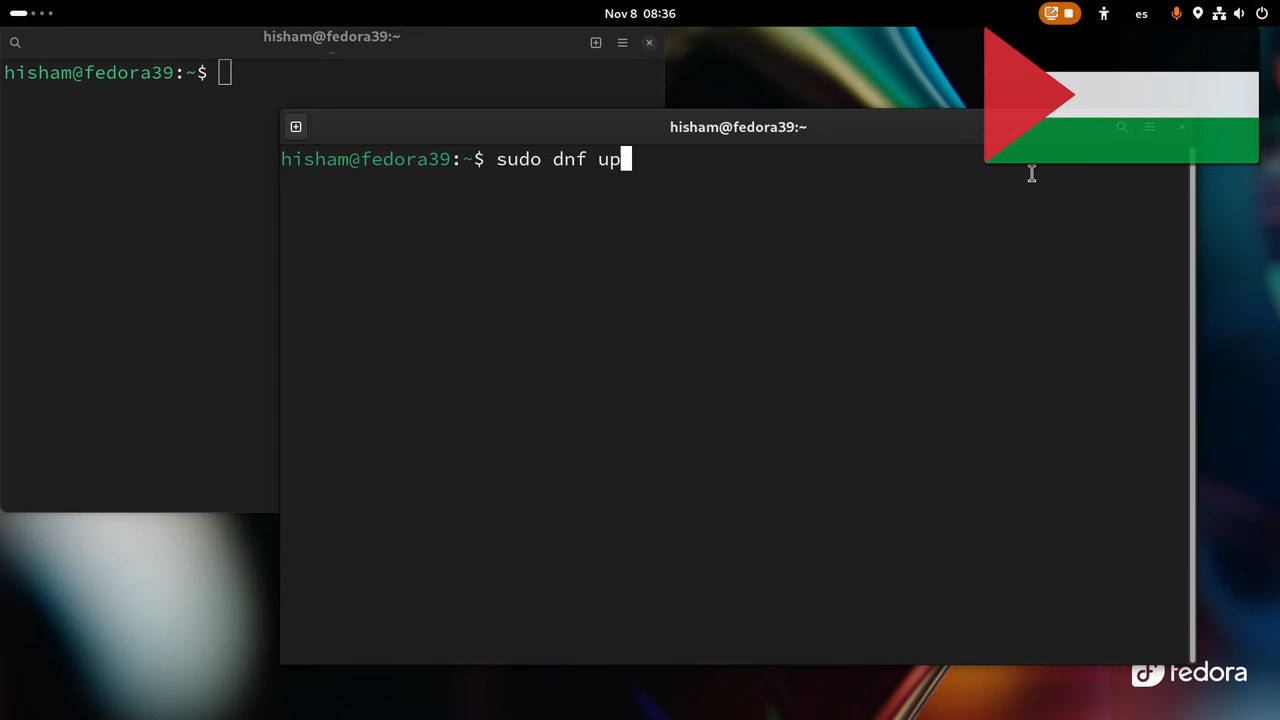 Nov 8 08:36
es
hisham@fedora39:~
~
hisham@fedora39:~$
hisham@fedora39:~
hisham@fedora39:~$ sudo dnf up
fedora